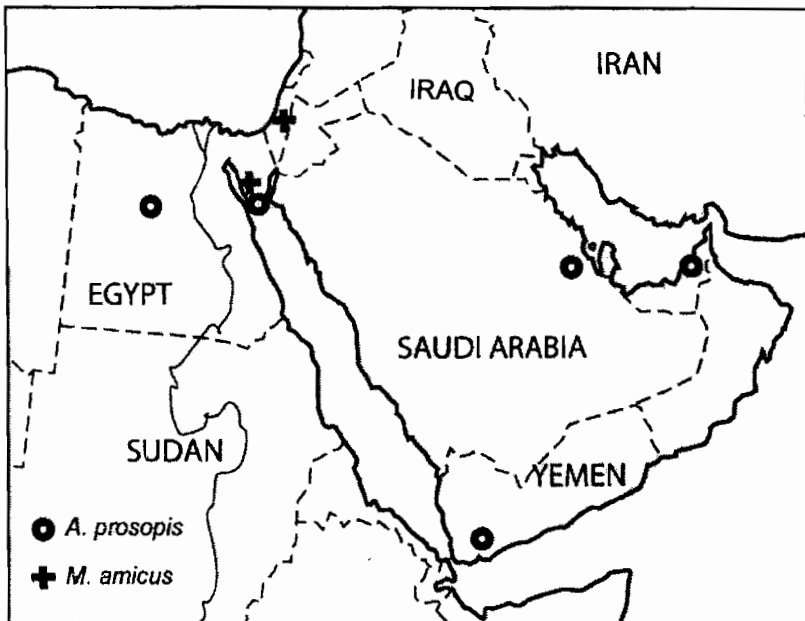 IRAN
IRAQ
EGYPT
SAUDI ARABIA
SUDAN
YEMEN
A. prosopis
M. amicus